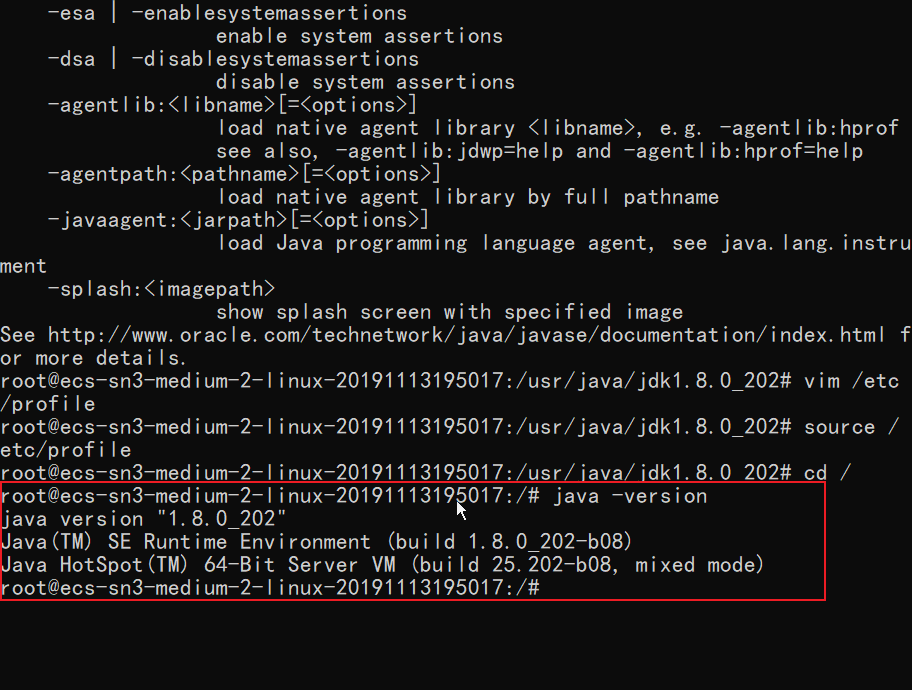 -esa | -enablesystemassertions
enable system assertions
-dsa | -disablesystemassertions
disable system assertions
-agentlib:<libname>[=<options>]
load native agent library <libname>, e.g. -agentlib:hprof
see also, -agentlib:jdwp=help and -agentlib:hprof=help
-agentpath:<pathname>[=<options>]
load native agent library by full pathname
-javaagent:<jarpath>[=<options>]
load Java programming language agent, see java.lang.instru
ment
-splash:<imagepath>
show splash screen with specified image
See http://www.oracle.com/technetwork/java/javase/documentation/index.html f
or more details.
root@ecs-sn3-medium-2-linux-20191113195017:/usr/java/jdk1.8.0_202# vim /etc
/profile
root@ecs-sn3-medium-2-linux-20191113195017:/usr/java/jdk1.8.0_202# source /
etc/profile
root@ecs-sn3-medium-2-linux-20191113195017:/usr/java/jdk1.8.0_202# cd /
root@ecs-sn3-medium-2-linux-20191113195017:/# java -version
java version "1.8.0_202"
Java(TM) SE Runtime Environment (build 1.8.0_202-b08)
Java HotSpot(TM) 64-Bit Server VM (build 25.202-b08, mixed mode)
root@ecs-sn3-medium-2-linux-20191113195017:/#